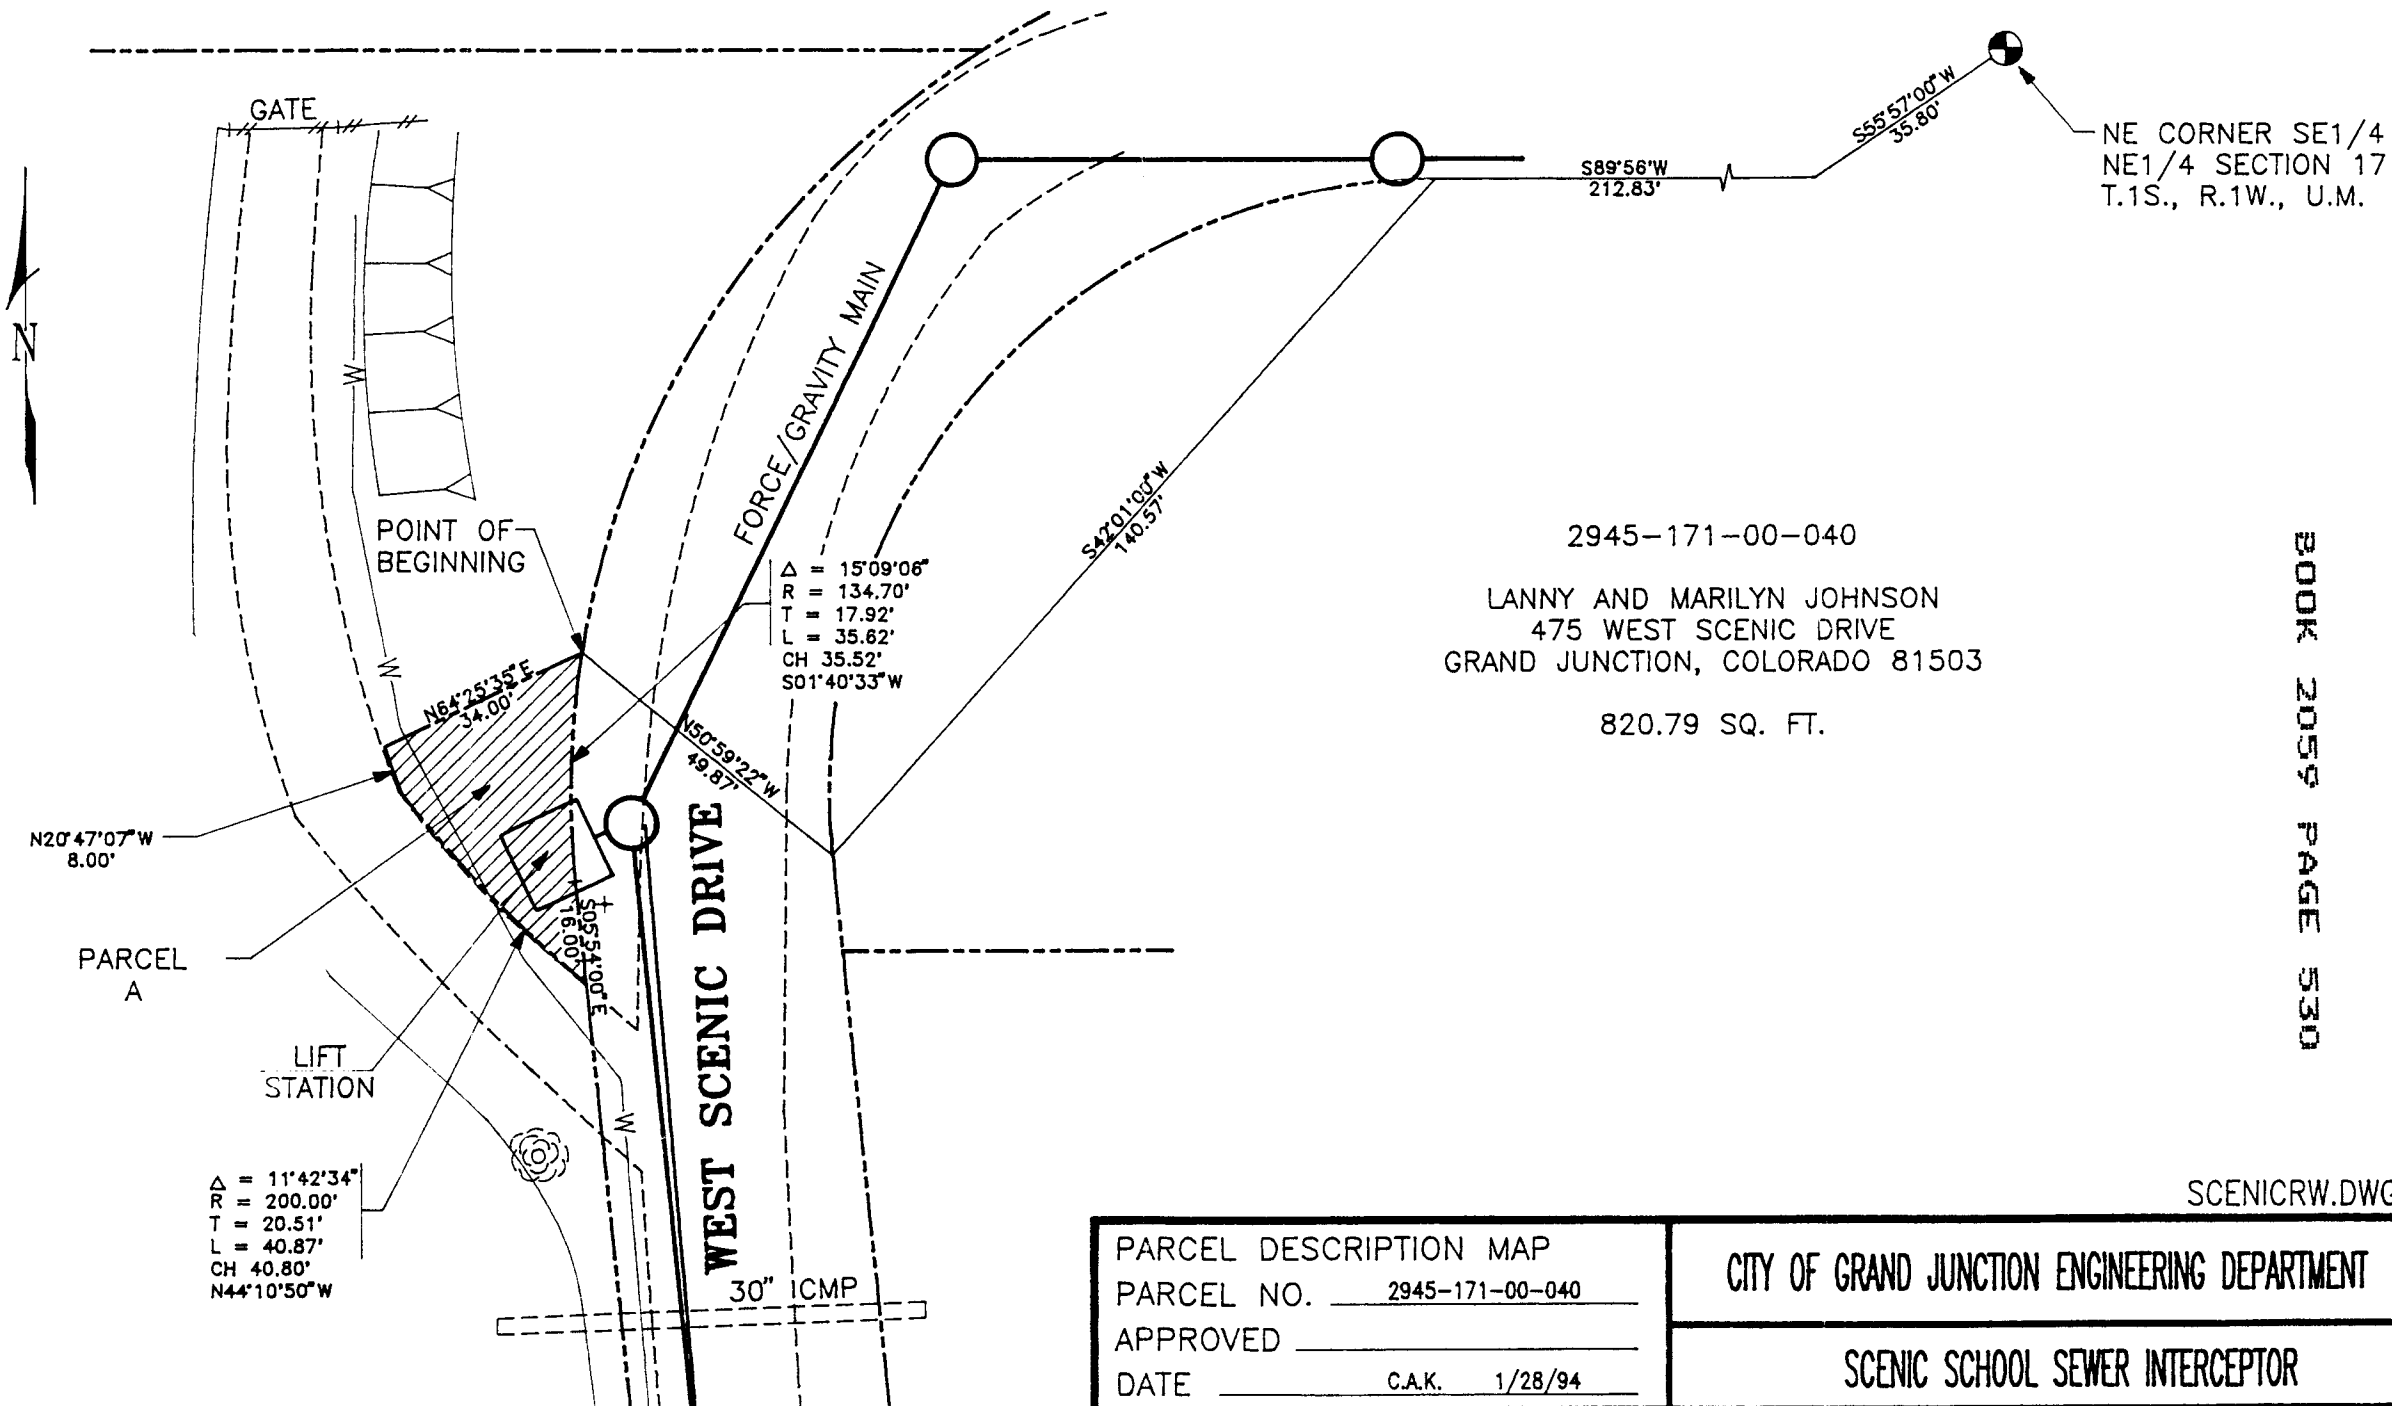 GATE
S55°57'00"W
35.80'
NE CORNER SE1/4
NE1/4 SECTION 17
T.1S., R.1W., U.M.
S89°56'W
212.83'
N
W
FORCE/GRAVITY MAIN
POINT OF
BEGINNING
S42°01'00"W
140.57'
Δ = 15°09'06"
R = 134.70'
T = 17.92'
L = 35.62'
CH 35.52'
S01°40'33"W
2945-171-00-040
LANNY AND MARILYN JOHNSON
475 WEST SCENIC DRIVE
GRAND JUNCTION, COLORADO 81503
820.79 SQ. FT.
BOOK 2059 PAGE 530
W
N64°25'35"E
34.00'
N50°59'22"W
49.87'
N20°47'07"W
8.00'
S05°54'00"E
16.00'
WEST SCENIC DRIVE
PARCEL
A
LIFT
STATION
W
Δ = 11°42'34"
R = 200.00'
T = 20.51'
L = 40.87'
CH 40.80'
N44°10'50"W
30" CMP
SCENICRW.DWG
PARCEL DESCRIPTION MAP
PARCEL NO. 2945-171-00-040
APPROVED
DATE C.A.K. 1/28/94
CITY OF GRAND JUNCTION ENGINEERING DEPARTMENT
SCENIC SCHOOL SEWER INTERCEPTOR